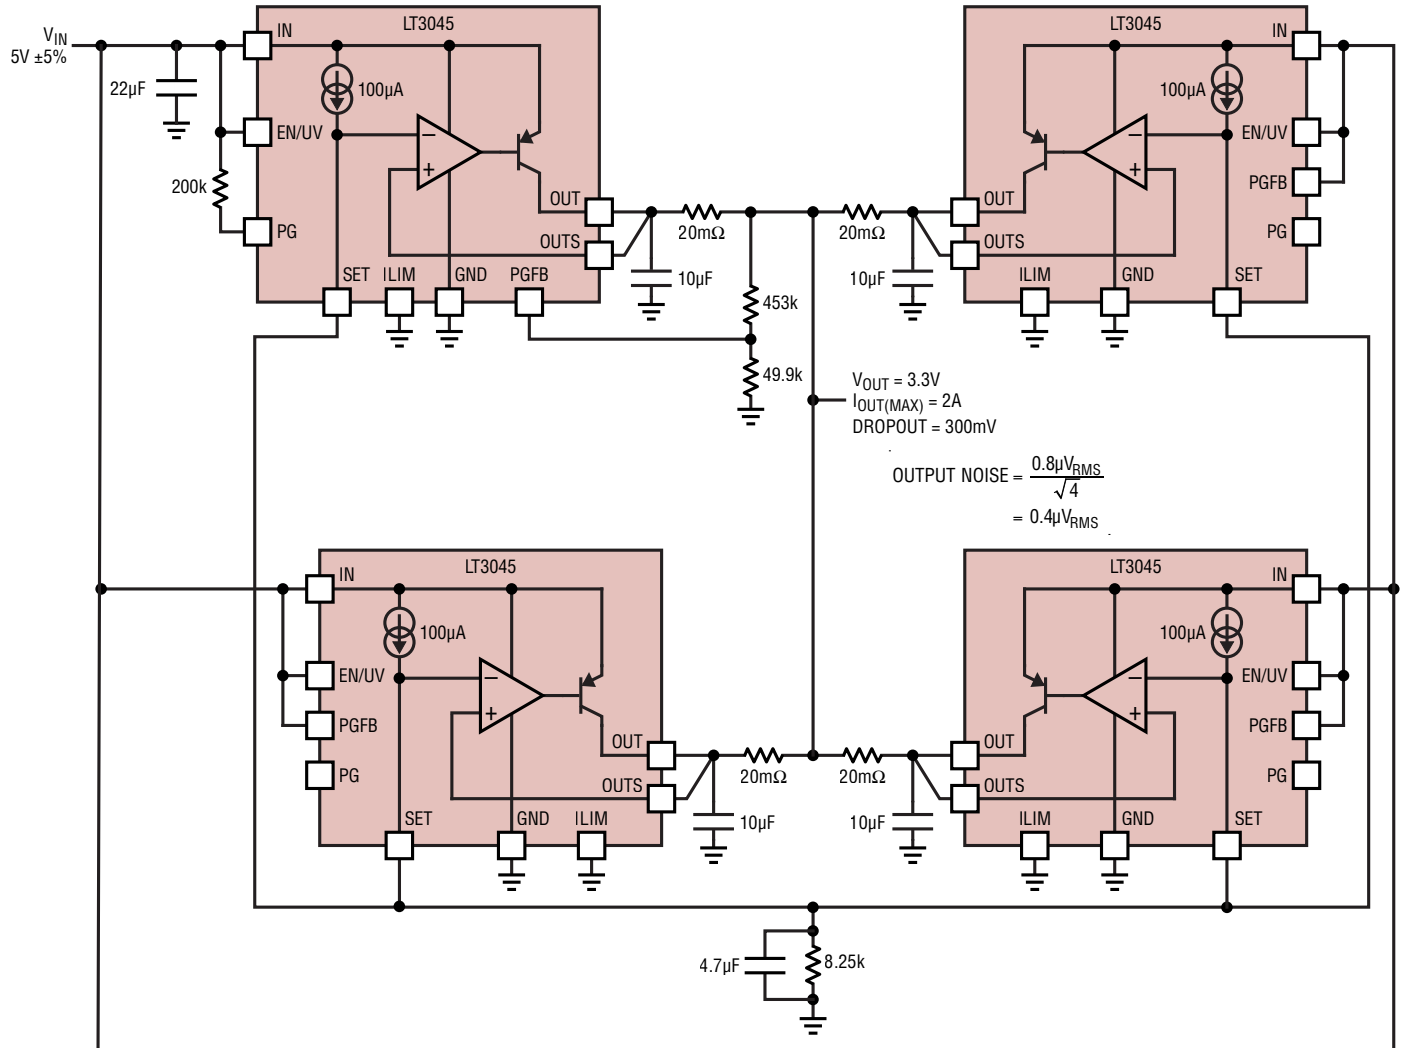 LT3045
LT3045
V_IN
5V ±5%
IN
IN
22µF
100µA
100µA
EN/UV
EN/UV
−
−
+
+
200k
PGFB
OUT
OUT
PG
PG
OUTS
OUTS
20mΩ
20mΩ
SET
ILIM
GND
PGFB
ILIM
GND
SET
10µF
10µF
453k
49.9k
V_OUT = 3.3V
I_OUT(MAX) = 2A
DROPOUT = 300mV
OUTPUT NOISE = 0.8µV_RMS / √4
= 0.4µV_RMS
LT3045
LT3045
IN
IN
100µA
100µA
EN/UV
EN/UV
−
−
+
+
PGFB
PGFB
OUT
OUT
PG
PG
OUTS
OUTS
20mΩ
20mΩ
SET
GND
ILIM
ILIM
GND
SET
10µF
10µF
4.7µF
8.25k